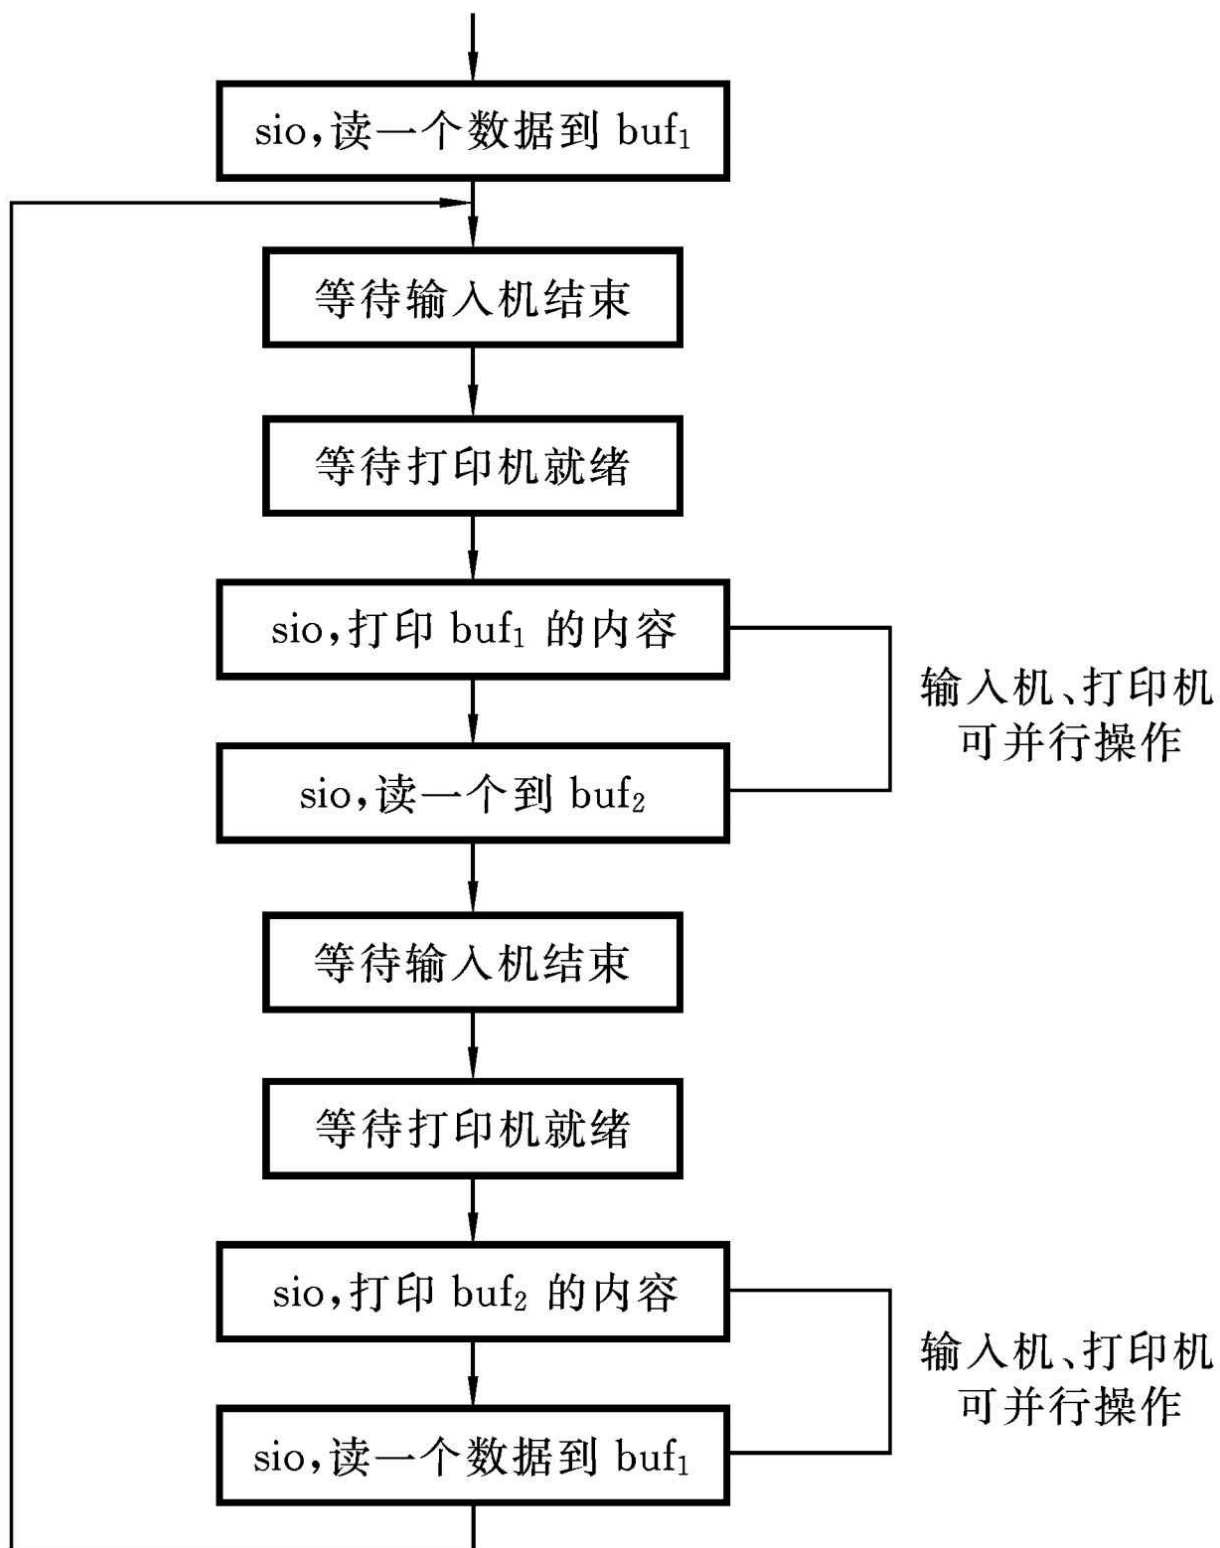 sio,读一个数据到 buf₁
等待输入机结束
等待打印机就绪
sio,打印 buf₁ 的内容
输入机、打印机
可并行操作
sio,读一个到 buf₂
等待输入机结束
等待打印机就绪
sio,打印 buf₂ 的内容
输入机、打印机
可并行操作
sio,读一个数据到 buf₁